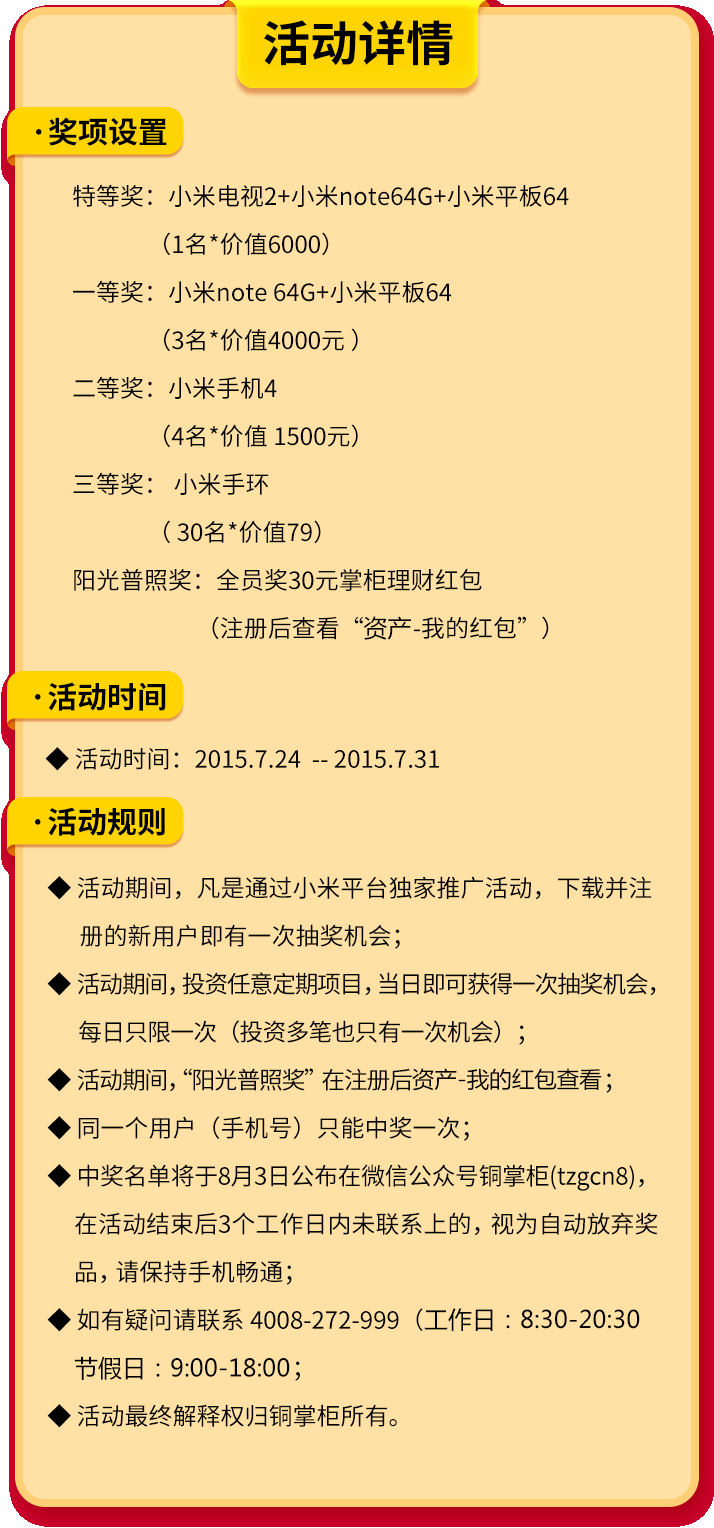 活动详情
·奖项设置
特等奖：小米电视2+小米note64G+小米平板64
（1名*价值6000）
一等奖：小米note 64G+小米平板64
（3名*价值4000元 ）
二等奖：小米手机4
（4名*价值 1500元）
三等奖： 小米手环
（ 30名*价值79）
阳光普照奖：全员奖30元掌柜理财红包
（注册后查看“资产-我的红包”）
·活动时间
◆ 活动时间：2015.7.24 -- 2015.7.31
·活动规则
◆ 活动期间，凡是通过小米平台独家推广活动，下载并注
册的新用户即有一次抽奖机会；
◆ 活动期间，投资任意定期项目，当日即可获得一次抽奖机会，
每日只限一次（投资多笔也只有一次机会）；
◆ 活动期间，“阳光普照奖” 在注册后资产-我的红包查看；
◆ 同一个用户（手机号）只能中奖一次；
◆ 中奖名单将于8月3日公布在微信公众号铜掌柜(tzgcn8)，
在活动结束后3个工作日内未联系上的，视为自动放弃奖
品，请保持手机畅通；
◆ 如有疑问请联系 4008-272-999（工作日：8:30-20:30
节假日：9:00-18:00；
◆ 活动最终解释权归铜掌柜所有。